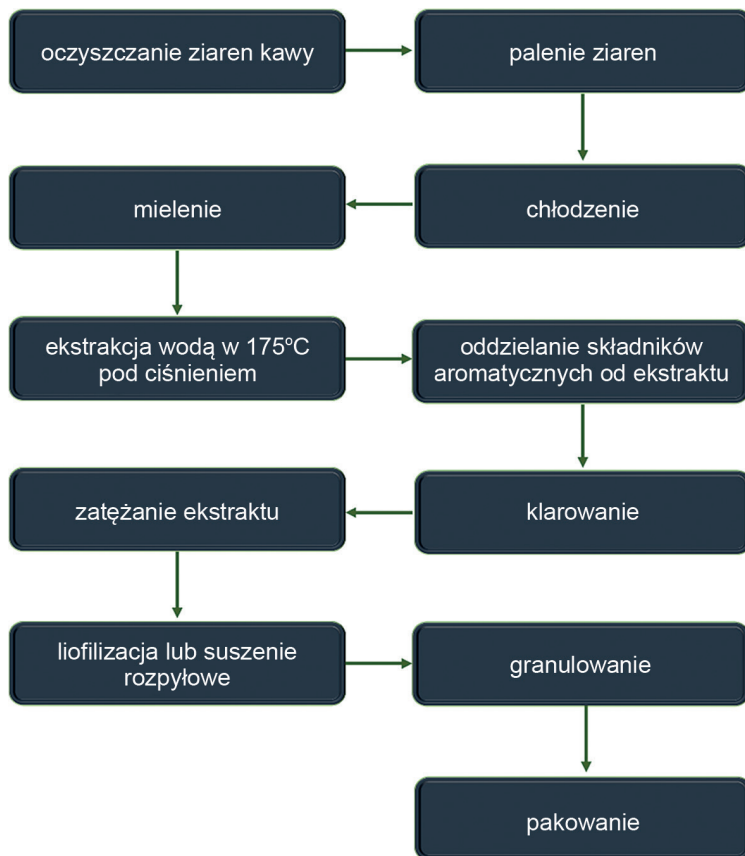 oczyszczanie ziaren kawy
palenie ziaren
chłodzenie
mielenie
ekstrakcja wodą w 175°C
pod ciśnieniem
oddzielanie składników
aromatycznych od ekstraktu
klarowanie
zatężanie ekstraktu
liofilizacja lub suszenie
rozpyłowe
granulowanie
pakowanie